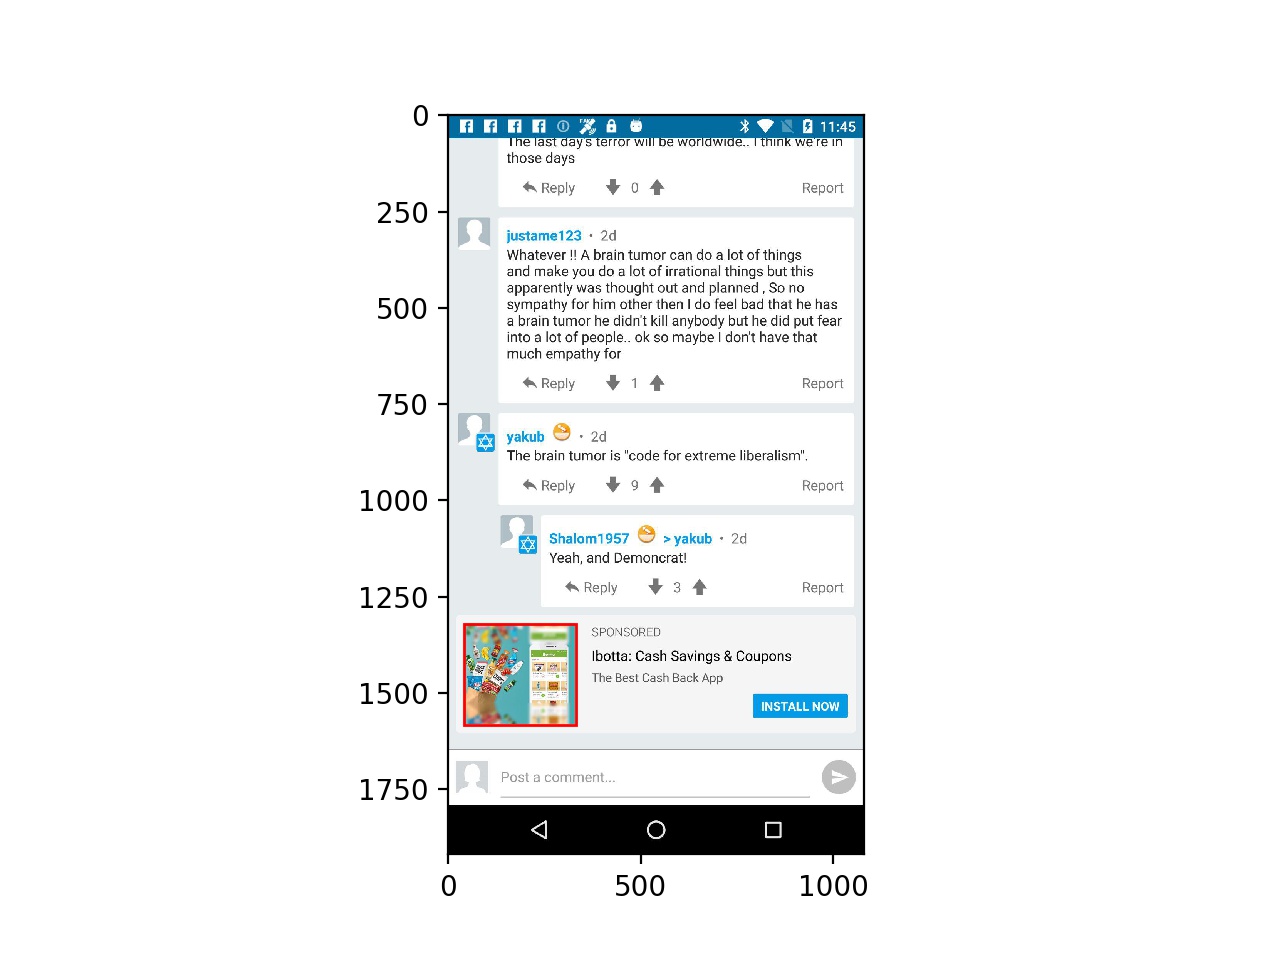 0
250
500
750
1000
1250
1500
1750
0
500
1000
11:45
The last day's terror will be worldwide.. I think we're in
those days
Reply 0 Report
justame123 • 2d
Whatever !! A brain tumor can do a lot of things
and make you do a lot of irrational things but this
apparently was thought out and planned , So no
sympathy for him other then I do feel bad that he has
a brain tumor he didn't kill anybody but he did put fear
into a lot of people.. ok so maybe I don't have that
much empathy for
Reply 1 Report
yakub • 2d
The brain tumor is "code for extreme liberalism".
Reply 9 Report
Shalom1957 > yakub • 2d
Yeah, and Demoncrat!
Reply 3 Report
SPONSORED
Ibotta: Cash Savings & Coupons
The Best Cash Back App
INSTALL NOW
Post a comment...